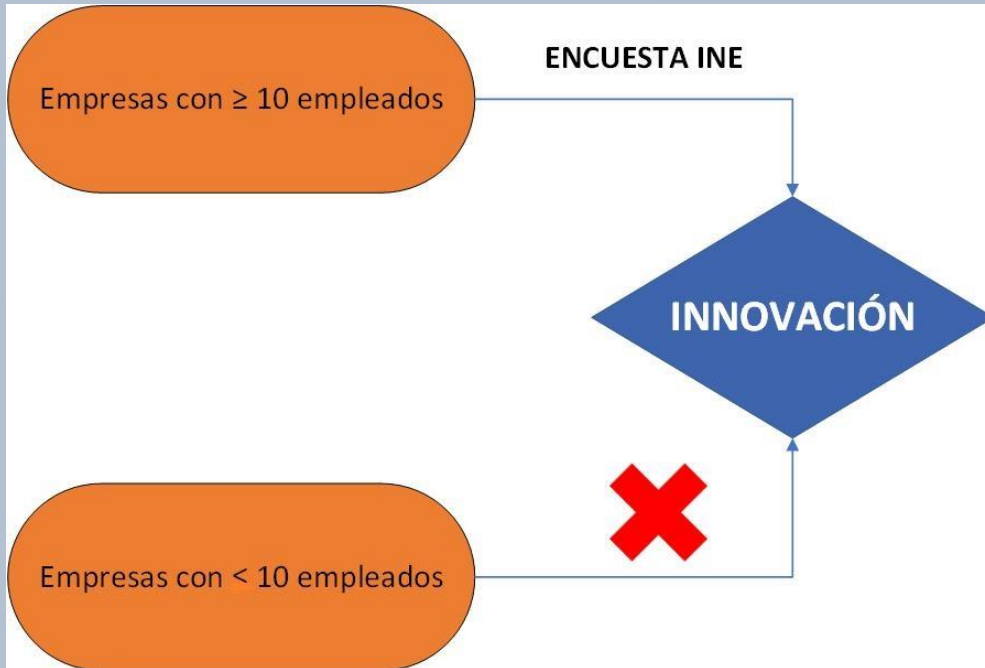 ENCUESTA INE
Empresas con ≥ 10 empleados
INNOVACIÓN
Empresas con < 10 empleados